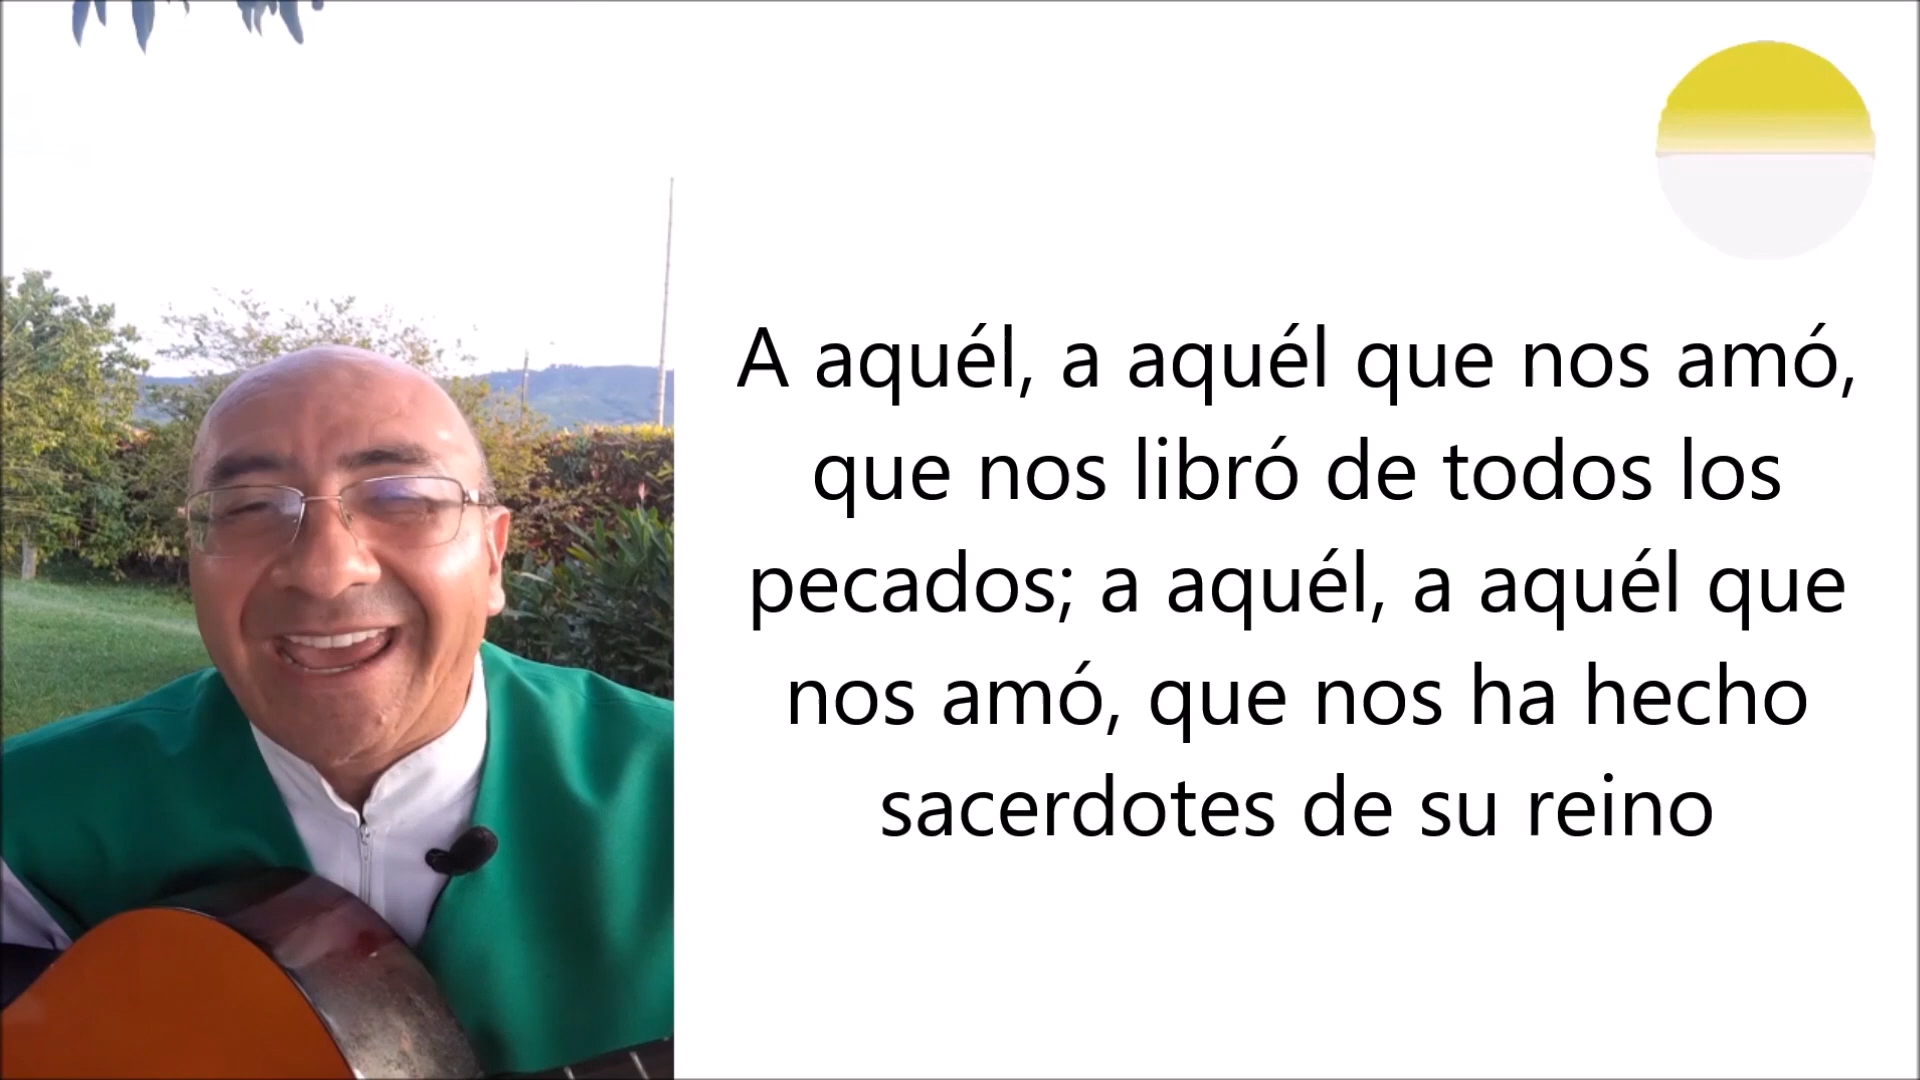 A aquél, a aquél que nos amó,
que nos libró de todos los
pecados; a aquél, a aquél que
nos amó, que nos ha hecho
sacerdotes de su reino